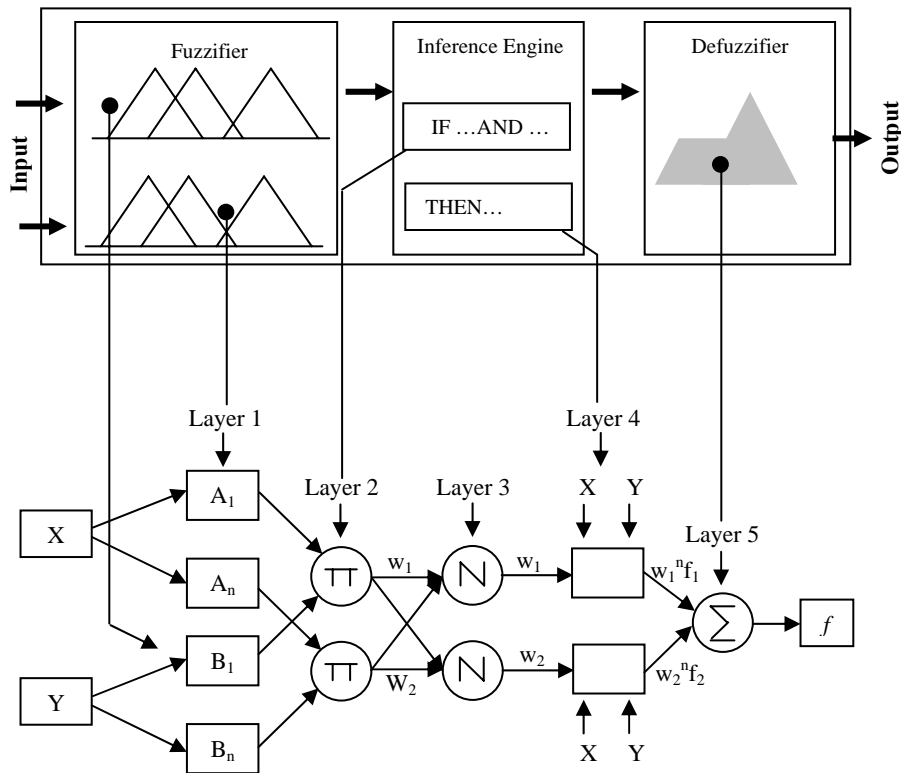 Fuzzifier
Inference Engine
Defuzzifier
Input
IF …AND …
THEN…
Output
Layer 1
Layer 4
Layer 2
Layer 3
X
Y
Layer 5
X
A₁
Aₙ
B₁
Bₙ
Y
Π
Π
w₁
W₂
N
N
w₁
w₂
w₁ⁿf₁
w₂ⁿf₂
Σ
f
X
Y